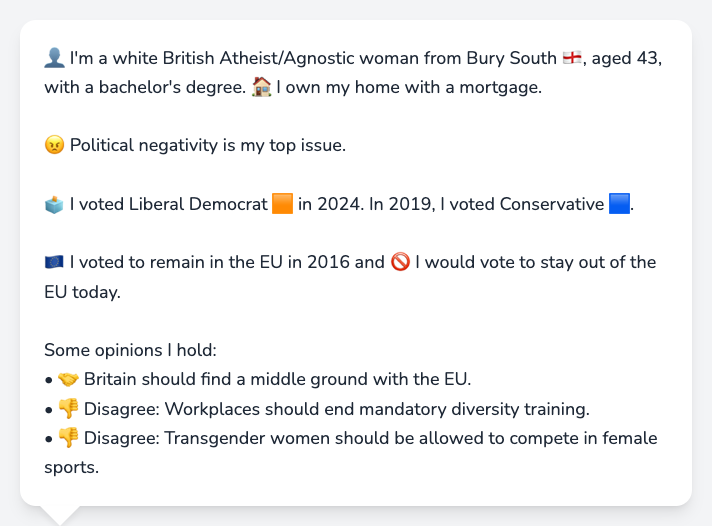 👤 I'm a white British Atheist/Agnostic woman from Bury South 🏴󠁧󠁢󠁥󠁮󠁧󠁿, aged 43,
with a bachelor's degree. 🏠 I own my home with a mortgage.
😠 Political negativity is my top issue.
🗳️ I voted Liberal Democrat 🟧 in 2024. In 2019, I voted Conservative 🟦.
🇪🇺 I voted to remain in the EU in 2016 and 🚫 I would vote to stay out of the
EU today.
Some opinions I hold:
• 🤝 Britain should find a middle ground with the EU.
• 👎 Disagree: Workplaces should end mandatory diversity training.
• 👎 Disagree: Transgender women should be allowed to compete in female
sports.